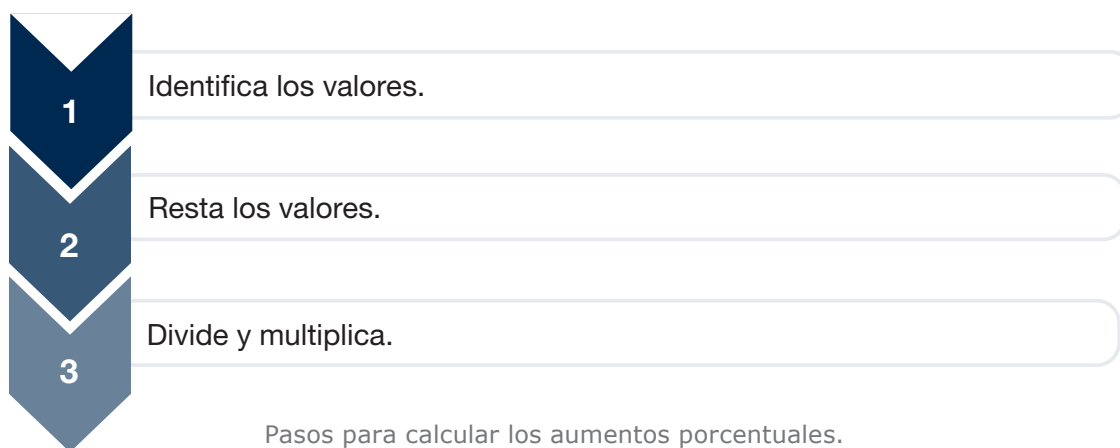 1
Identifica los valores.
2
Resta los valores.
3
Divide y multiplica.
Pasos para calcular los aumentos porcentuales.